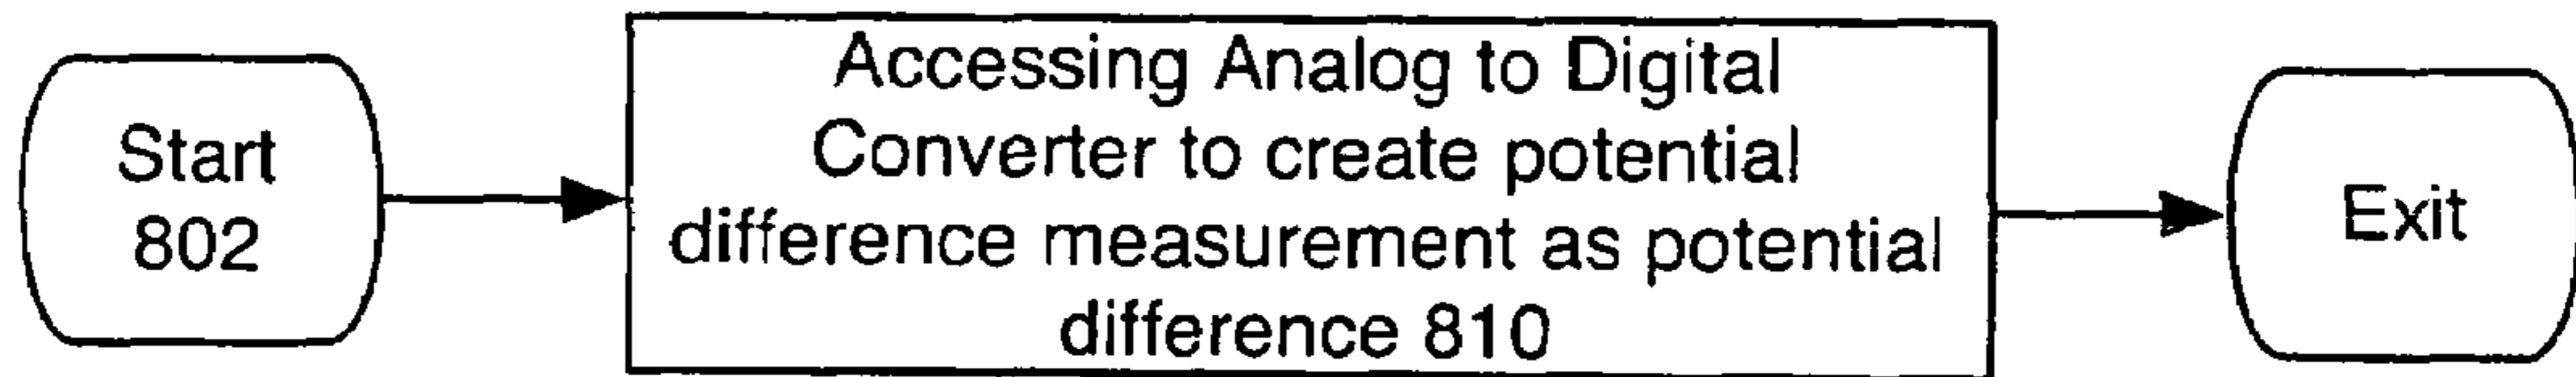 Start
802
Accessing Analog to Digital
Converter to create potential
difference measurement as potential
difference 810
Exit